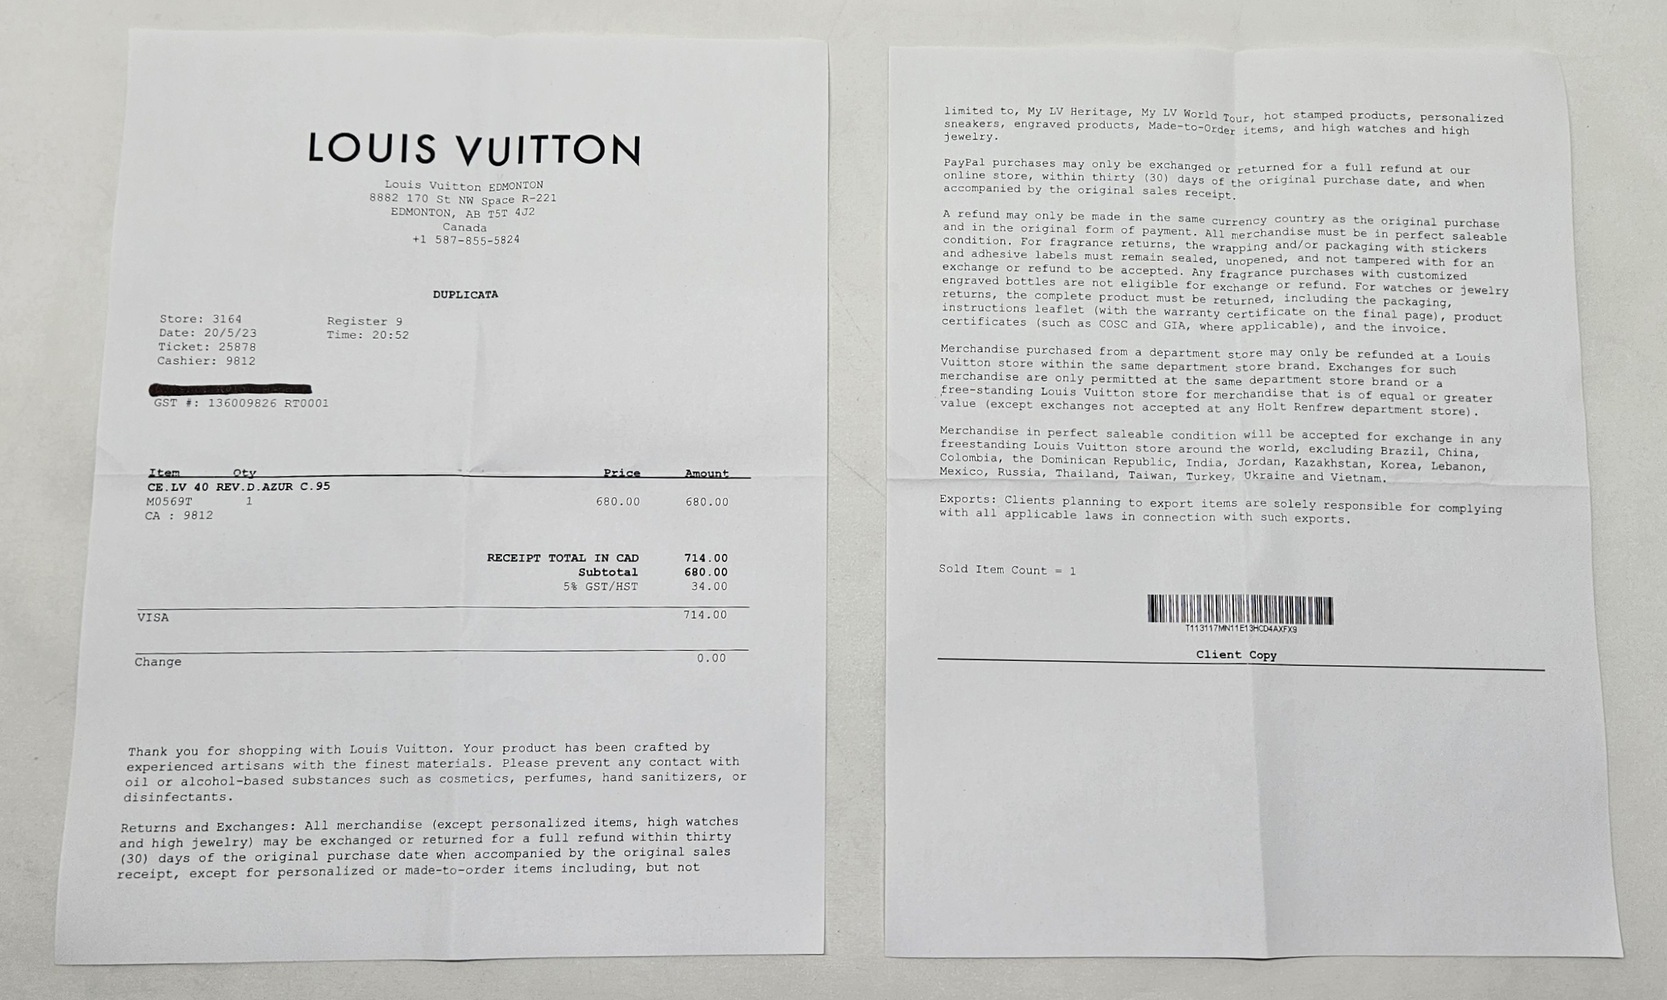 LOUIS VUITTON
Louis Vuitton EDMONTON
8882 170 St NW Space R-221
EDMONTON, AB T5T 4J2
Canada
+1 587-855-5824
DUPLICATA
Store: 3164 Register 9
Date: 20/5/23 Time: 20:52
Ticket: 25878
Cashier: 9812
GST #: 136009826 RT0001
Item Qty Price Amount
CE.LV 40 REV.D.AZUR C.95
M0569T 1 680.00 680.00
CA : 9812
RECEIPT TOTAL IN CAD 714.00
Subtotal 680.00
5% GST/HST 34.00
VISA 714.00
Change 0.00
Thank you for shopping with Louis Vuitton. Your product has been crafted by
experienced artisans with the finest materials. Please prevent any contact with
oil or alcohol-based substances such as cosmetics, perfumes, hand sanitizers, or
disinfectants.
Returns and Exchanges: All merchandise (except personalized items, high watches
and high jewelry) may be exchanged or returned for a full refund within thirty
(30) days of the original purchase date when accompanied by the original sales
receipt, except for personalized or made-to-order items including, but not
limited to, My LV Heritage, My LV World Tour, hot stamped products, personalized
sneakers, engraved products, Made-to-Order items, and high watches and high
jewelry.
PayPal purchases may only be exchanged or returned for a full refund at our
online store, within thirty (30) days of the original purchase date, and when
accompanied by the original sales receipt.
A refund may only be made in the same currency country as the original purchase
and in the original form of payment. All merchandise must be in perfect saleable
condition. For fragrance returns, the wrapping and/or packaging with stickers
and adhesive labels must remain sealed, unopened, and not tampered with for an
exchange or refund to be accepted. Any fragrance purchases with customized
engraved bottles are not eligible for exchange or refund. For watches or jewelry
returns, the complete product must be returned, including the packaging,
instructions leaflet (with the warranty certificate on the final page), product
certificates (such as COSC and GIA, where applicable), and the invoice.
Merchandise purchased from a department store may only be refunded at a Louis
Vuitton store within the same department store brand. Exchanges for such
merchandise are only permitted at the same department store brand or a
free-standing Louis Vuitton store for merchandise that is of equal or greater
value (except exchanges not accepted at any Holt Renfrew department store).
Merchandise in perfect saleable condition will be accepted for exchange in any
freestanding Louis Vuitton store around the world, excluding Brazil, China,
Colombia, the Dominican Republic, India, Jordan, Kazakhstan, Korea, Lebanon,
Mexico, Russia, Thailand, Taiwan, Turkey, Ukraine and Vietnam.
Exports: Clients planning to export items are solely responsible for complying
with all applicable laws in connection with such exports.
Sold Item Count = 1
T113117MN11E13HCD4AXFX9
Client Copy